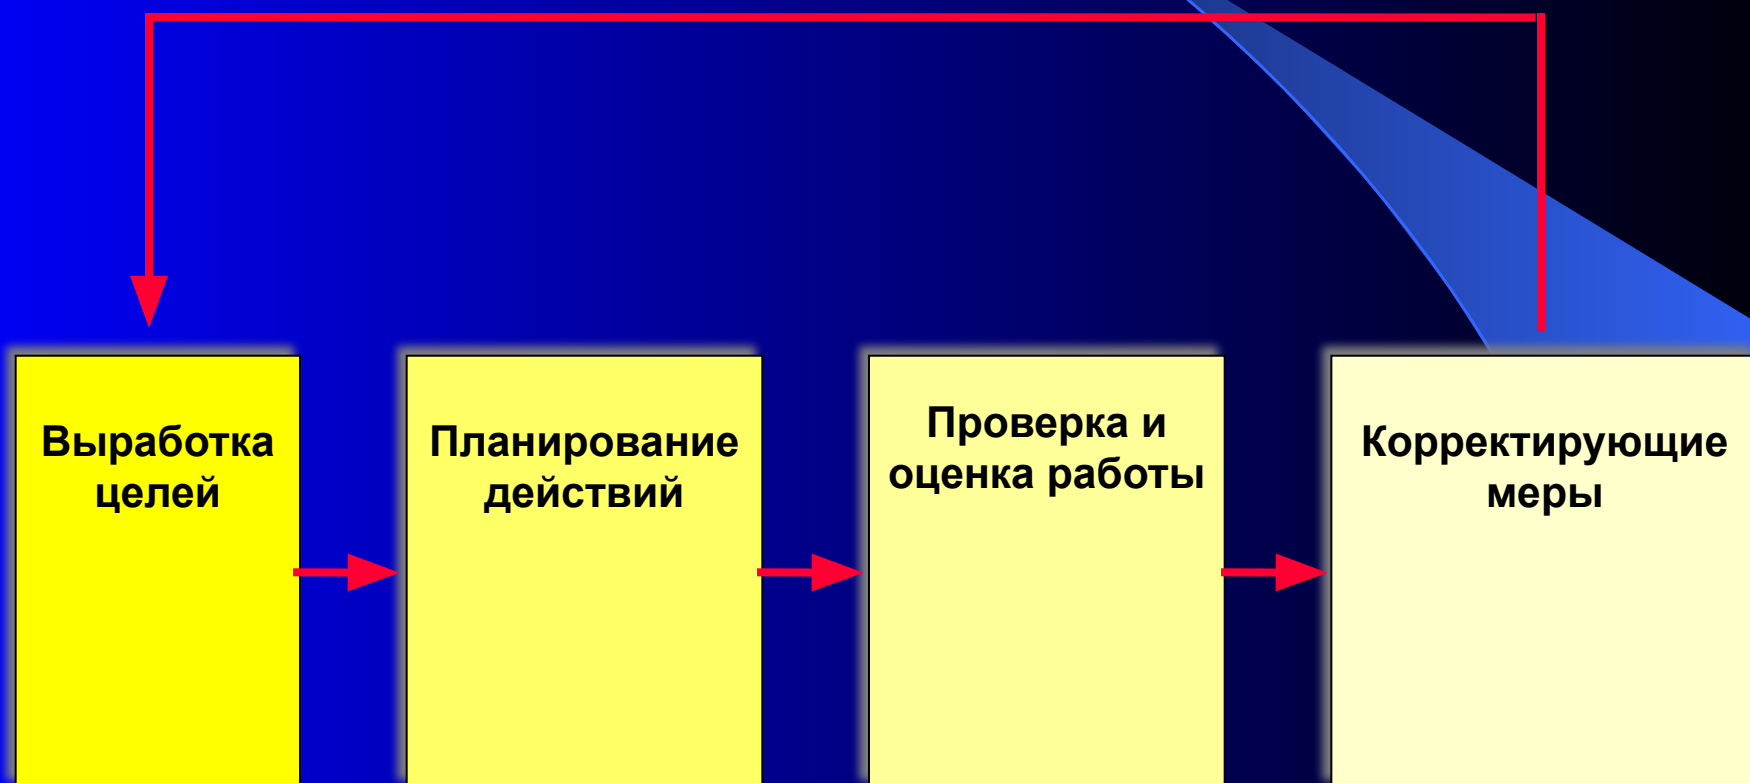 Выработка
целей
Планирование
действий
Проверка и
оценка работы
Корректирующие
меры